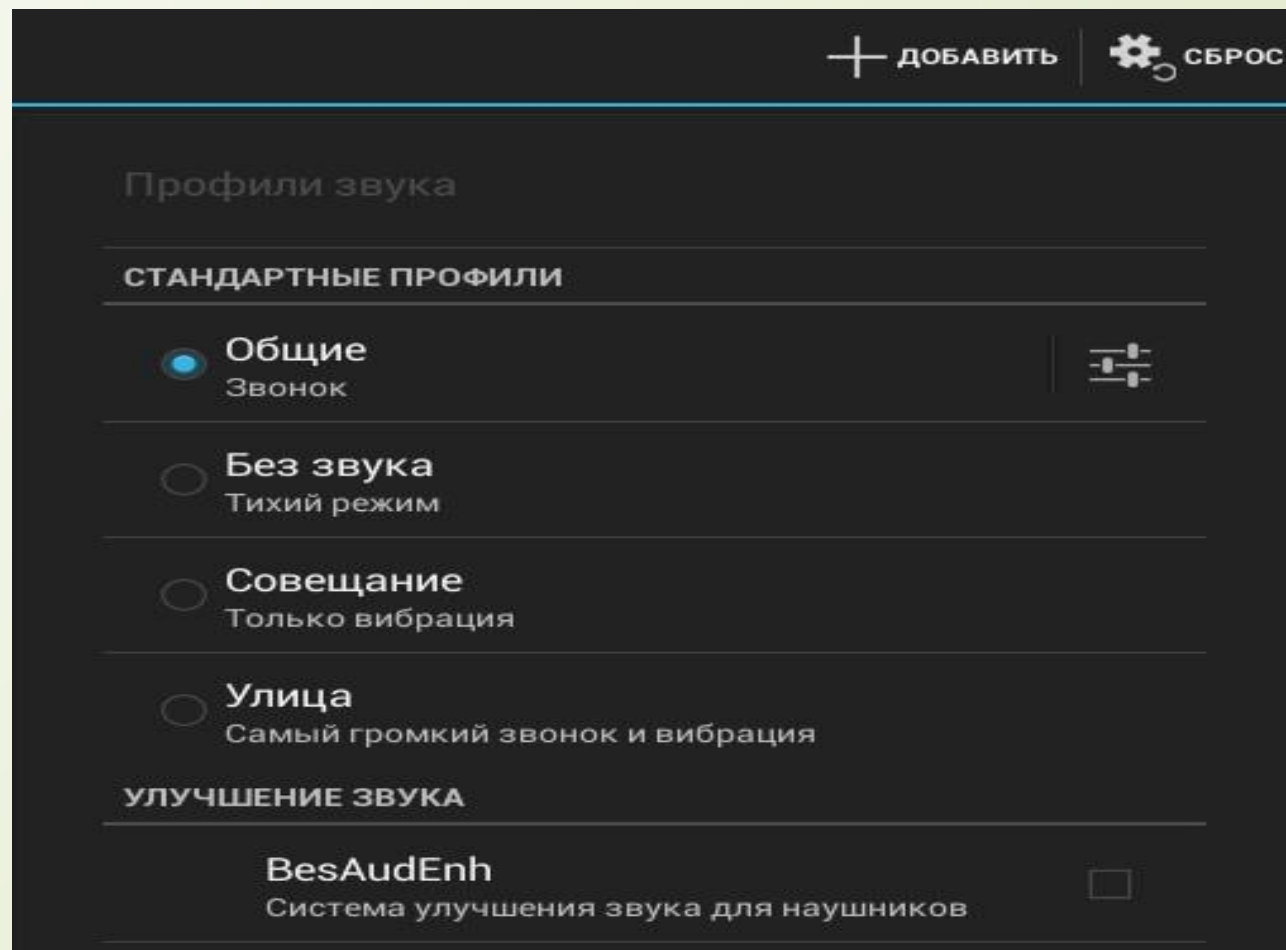 ДОБАВИТЬ СБРОС
Профили звука
СТАНДАРТНЫЕ ПРОФИЛИ
Общие
Звонок
Без звука
Тихий режим
Совещание
Только вибрация
Улица
Самый громкий звонок и вибрация
УЛУЧШЕНИЕ ЗВУКА
BesAudEnh
Система улучшения звука для наушников